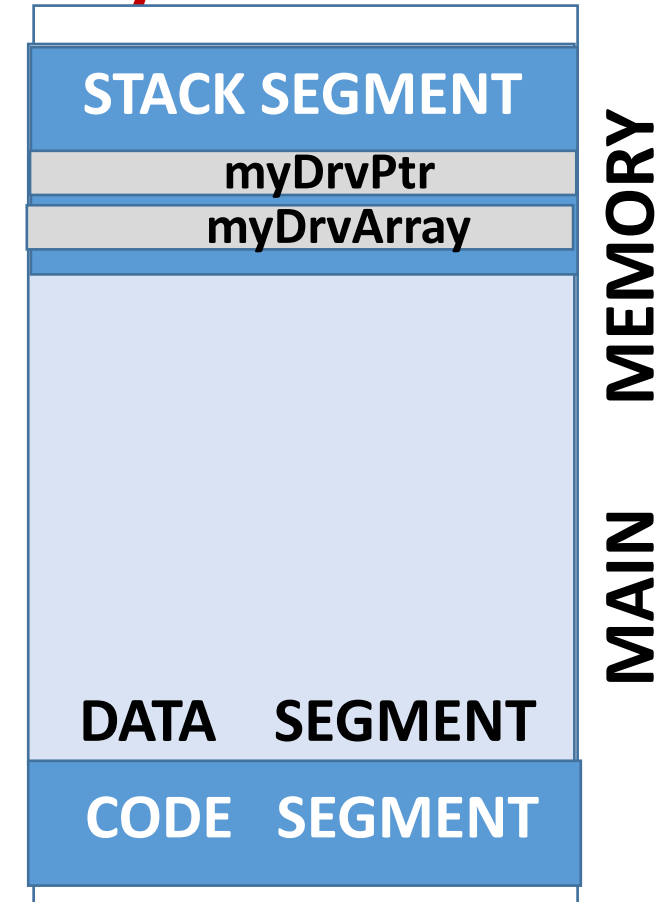 STACK SEGMENT
myDrvPtr
myDrvArray
DATA SEGMENT
CODE SEGMENT
MAIN MEMORY